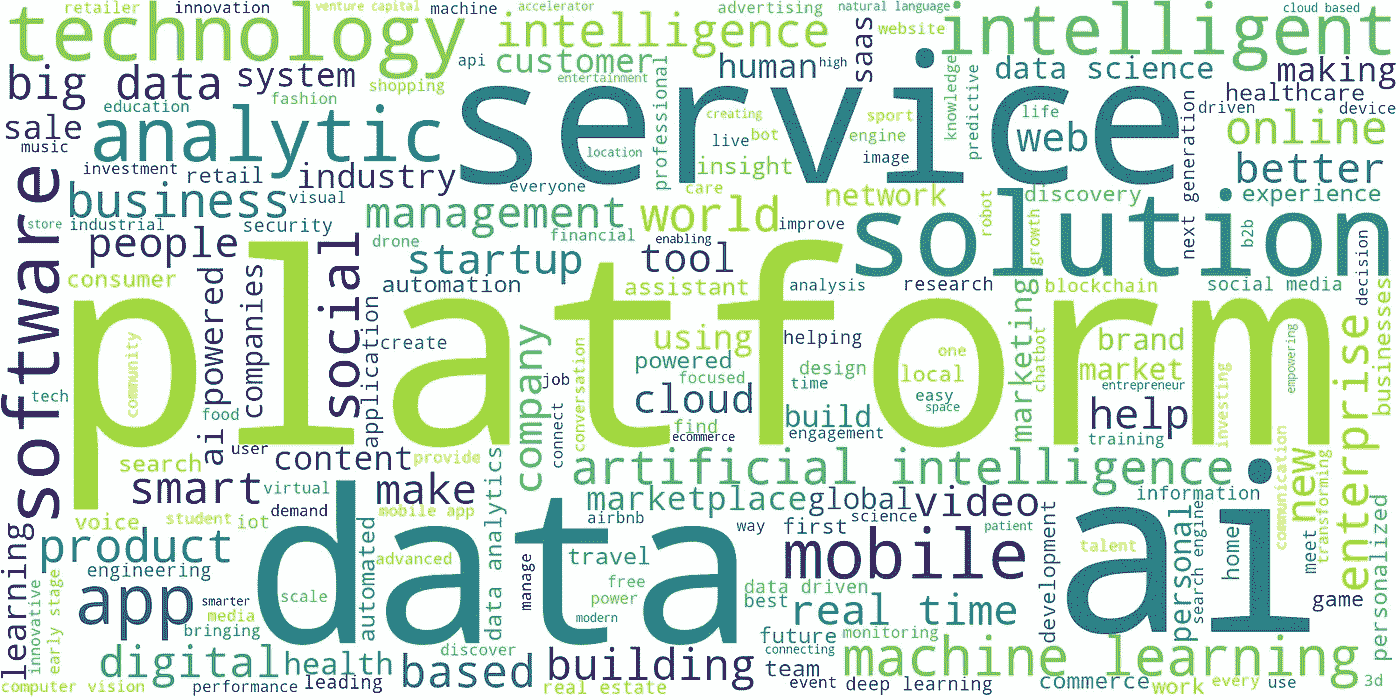 retailer
innovation
venture capital
machine
accelerator
advertising
natural language
cloud based
technology
intelligence
website
intelligent
api
customer
human
high
saas
data science
making
big data
system
shopping
entertainment
healthcare
education
fashion
professional
service
knowledge
predictive
driven
device
sale
music
analytic
creating
live
bot
sport
engine
life
web
online
investment
retail
industry
location
insight
image
next generation
better
business
visual
everyone
care
network
discovery
experience
software
store
industrial
security
management
world
improve
solution
robot
growth
b2b
people
drone
financial
enabling
startup
tool
decision
consumer
ai powered
companies
social
automation
assistant
analysis
research
blockchain
social media
platform
application
create
company
using
helping
marketing
chatbot
brand
enterprise
businesses
empowering
tech
community
conversation
job
powered
focused
design
time
one
local
market
entrepreneur
food
cloud
easy
space
help
investing
user
connect
find
ecommerce
build
engagement
training
search
content
provide
artificial intelligence
smart
virtual
make
data analytics
marketplace
global
video
information
communication
new
transforming
voice
student
iot
demand
mobile app
airbnb
way
first
science
patient
development
personal
search engine
home
meet
personalized
learning
product
data
automated
advanced
manage
travel
mobile
talent
ai
engineering
innovative
early stage
app
smarter
media
bringing
scale
free
power
modern
data driven
best
real time
game
digital
health
discover
future
monitoring
connecting
machine learning
computer vision
performance
leading
based
building
real estate
team
event
deep learning
commerce
work
every
use
3d